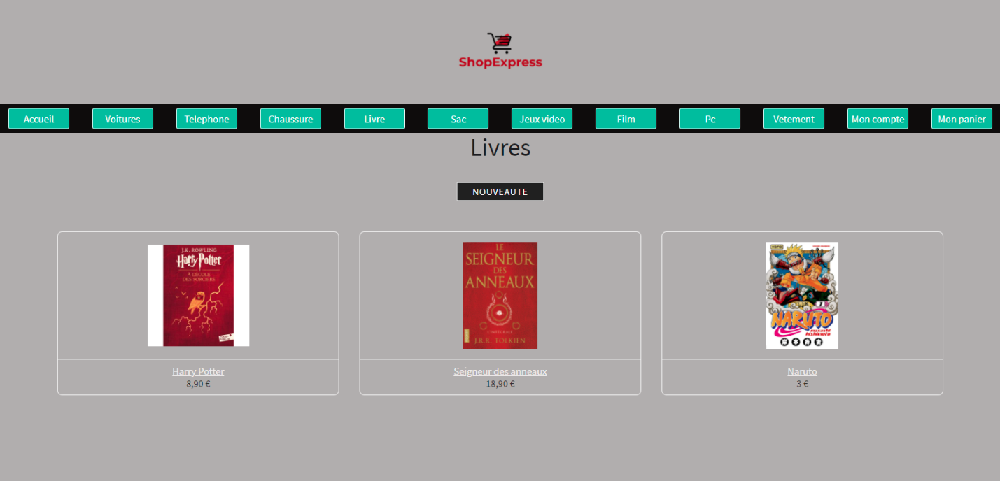 ShopExpress
Accueil Voitures Telephone Chaussure Livre Sac Jeux video Film Pc Vetement Mon compte Mon panier
Livres
NOUVEAUTE
J.K. ROWLING
Harry Potter
À L'ÉCOLE
DES SORCIERS
LE
SEIGNEUR
DES
ANNEAUX
L'INTÉGRALE
J.R.R. TOLKIEN
NARUTO
Harry Potter
8,90 €
Seigneur des anneaux
18,90 €
Naruto
3 €